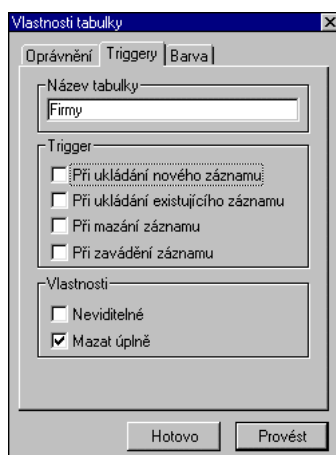 Vlastnosti tabulky
Oprávnění Triggery Barva
Název tabulky
Firmy
Trigger
Při ukládání nového záznamu
Při ukládání existujícího záznamu
Při mazání záznamu
Při zavádění záznamu
Vlastnosti
Neviditelné
Mazat úplně
Hotovo Provést